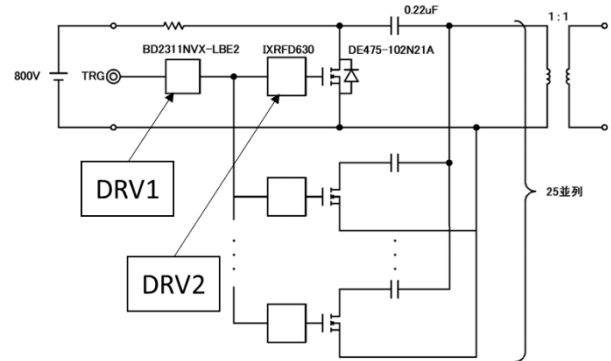 0.22uF
1 : 1
BD2311NVX-LBE2
IXRFD630
DE475-102N21A
800V
TRG
DRV1
25並列
DRV2